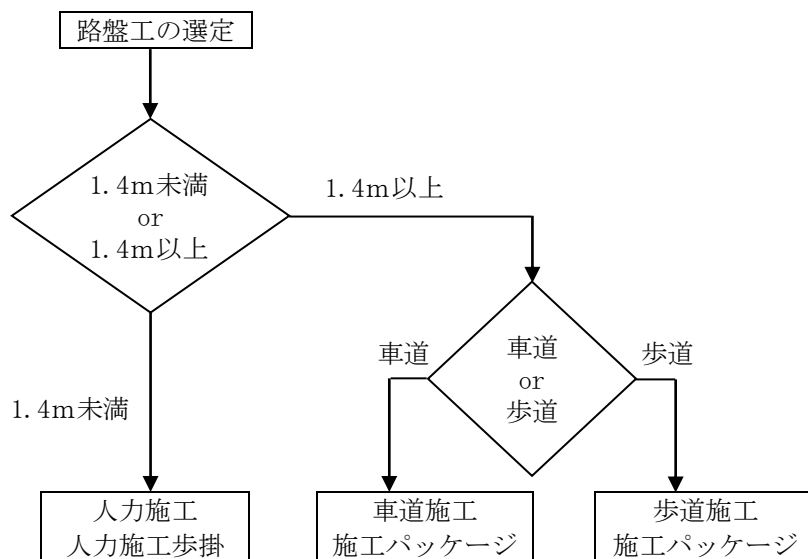 路盤工の選定
1.4m未満
or
1.4m以上
1.4m以上
車道
車道
or
歩道
歩道
1.4m未満
人力施工
人力施工歩掛
車道施工
施工パッケージ
歩道施工
施工パッケージ